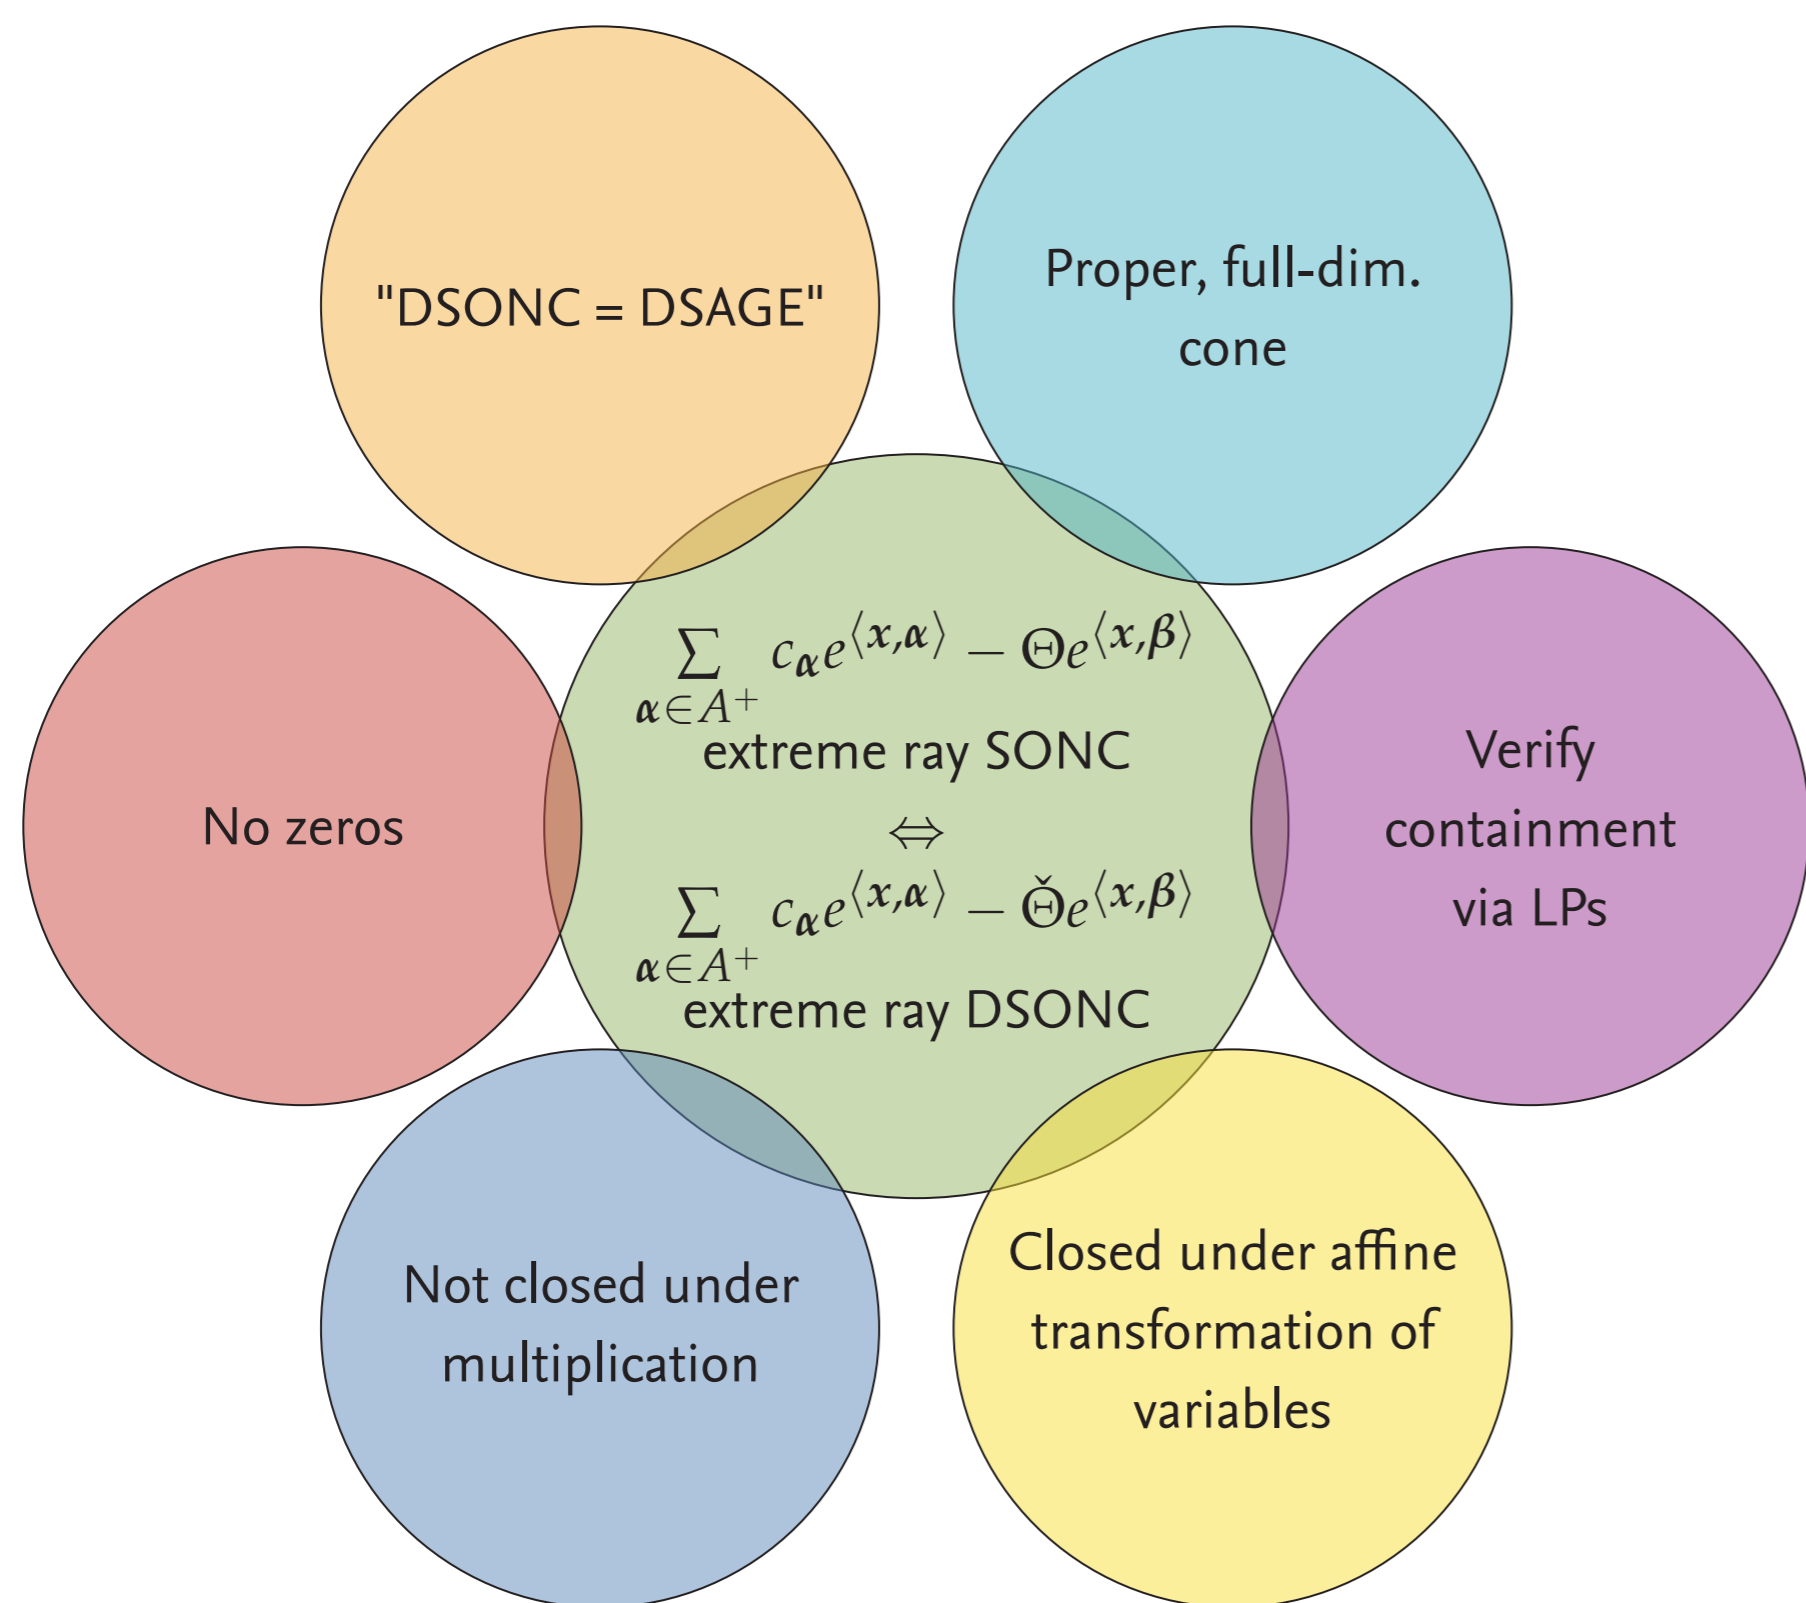 "DSONC = DSAGE"
Proper, full-dim.
cone
No zeros
∑ c_α e^⟨x,α⟩ − Θe^⟨x,β⟩
α∈A⁺
extreme ray SONC
⇔
∑ c_α e^⟨x,α⟩ − Θ̌e^⟨x,β⟩
α∈A⁺
extreme ray DSONC
Verify
containment
via LPs
Not closed under
multiplication
Closed under affine
transformation of
variables